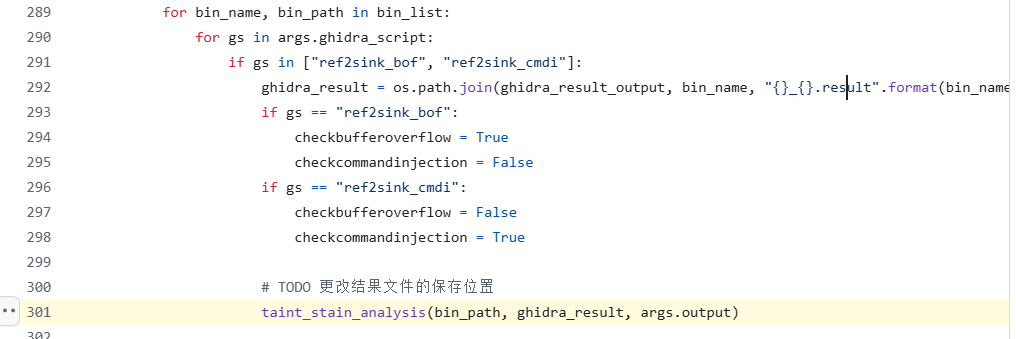 289 for bin_name, bin_path in bin_list:
290 for gs in args.ghidra_script:
291 if gs in ["ref2sink_bof", "ref2sink_cmdi"]:
292 ghidra_result = os.path.join(ghidra_result_output, bin_name, "{}_{}.result".format(bin_name
293 if gs == "ref2sink_bof":
294 checkbufferoverflow = True
295 checkcommandinjection = False
296 if gs == "ref2sink_cmdi":
297 checkbufferoverflow = False
298 checkcommandinjection = True
299
300 # TODO 更改结果文件的保存位置
301 taint_stain_analysis(bin_path, ghidra_result, args.output)
302